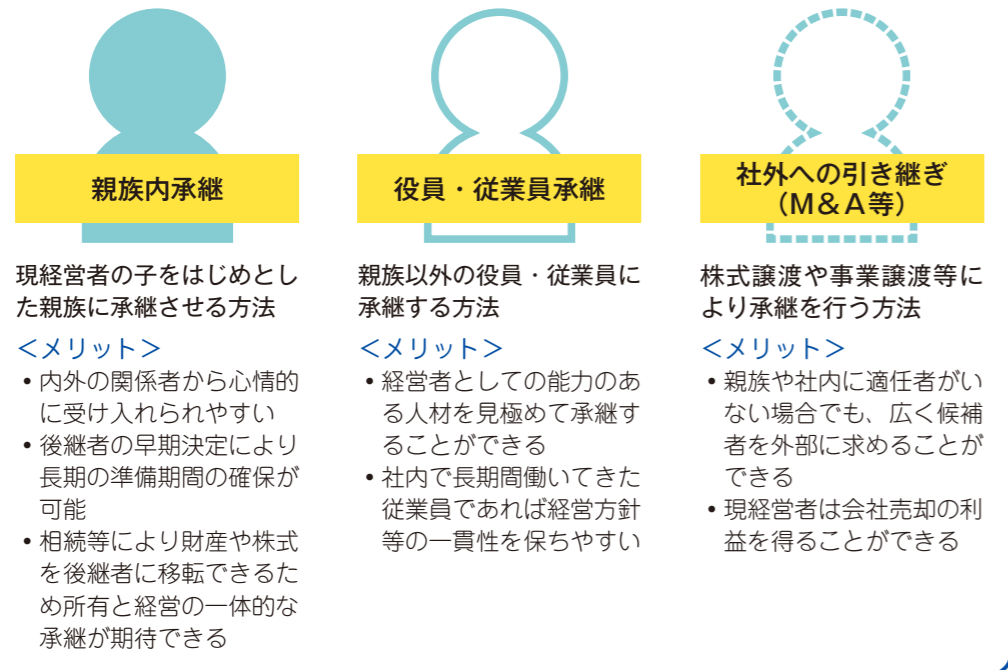 親族内承継
現経営者の子をはじめとし
た親族に承継させる方法
<メリット>
• 内外の関係者から心情的
に受け入れられやすい
• 後継者の早期決定により
長期の準備期間の確保が
可能
• 相続等により財産や株式
を後継者に移転できるた
め所有と経営の一体的な
承継が期待できる
役員・従業員承継
親族以外の役員・従業員に
承継する方法
<メリット>
• 経営者としての能力のあ
る人材を見極めて承継す
ることができる
• 社内で長期間働いてきた
従業員であれば経営方針
等の一貫性を保ちやすい
社外への引き継ぎ
(M&A等)
株式譲渡や事業譲渡等に
より承継を行う方法
<メリット>
• 親族や社内に適任者がい
ない場合でも、広く候補
者を外部に求めることが
できる
• 現経営者は会社売却の利
益を得ることができる